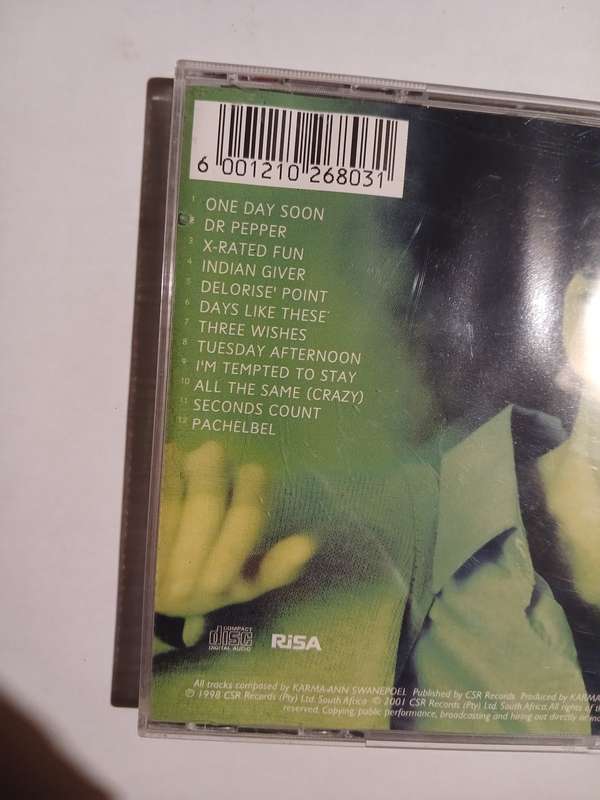 6 001210 268031
1 ONE DAY SOON
2 DR PEPPER
3 X-RATED FUN
4 INDIAN GIVER
5 DELORISE' POINT
6 DAYS LIKE THESE
7 THREE WISHES
8 TUESDAY AFTERNOON
9 I'M TEMPTED TO STAY
10 ALL THE SAME (CRAZY)
11 SECONDS COUNT
12 PACHELBEL
COMPACT
disc
DIGITAL AUDIO
RiSA
All tracks composed by KARMA-ANN SWANEPOEL Published by CSR Records. Produced by KARMA
℗ 1998 CSR Records (Pty) Ltd. South Africa © 2001 CSR Records (Pty) Ltd. South Africa. All rights of
reserved. Copying, public performance, broadcasting and hiring out directly or